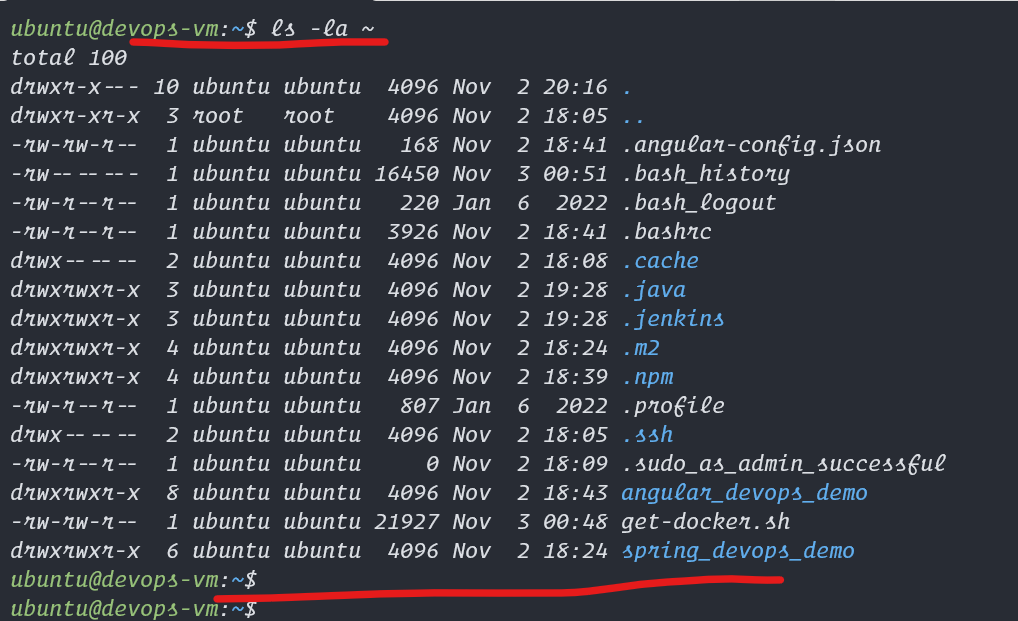 ubuntu@devops-vm:~$ ls -la ~
total 100
drwxr-x--- 10 ubuntu ubuntu  4096 Nov  2 20:16 .
drwxr-xr-x  3 root   root    4096 Nov  2 18:05 ..
-rw-rw-r--  1 ubuntu ubuntu   168 Nov  2 18:41 .angular-config.json
-rw-------  1 ubuntu ubuntu 16450 Nov  3 00:51 .bash_history
-rw-r--r--  1 ubuntu ubuntu   220 Jan  6  2022 .bash_logout
-rw-r--r--  1 ubuntu ubuntu  3926 Nov  2 18:41 .bashrc
drwx------  2 ubuntu ubuntu  4096 Nov  2 18:08 .cache
drwxrwxr-x  3 ubuntu ubuntu  4096 Nov  2 19:28 .java
drwxrwxr-x  3 ubuntu ubuntu  4096 Nov  2 19:28 .jenkins
drwxrwxr-x  4 ubuntu ubuntu  4096 Nov  2 18:24 .m2
drwxrwxr-x  4 ubuntu ubuntu  4096 Nov  2 18:39 .npm
-rw-r--r--  1 ubuntu ubuntu   807 Jan  6  2022 .profile
drwx------  2 ubuntu ubuntu  4096 Nov  2 18:05 .ssh
-rw-r--r--  1 ubuntu ubuntu     0 Nov  2 18:09 .sudo_as_admin_successful
drwxrwxr-x  8 ubuntu ubuntu  4096 Nov  2 18:43 angular_devops_demo
-rw-rw-r--  1 ubuntu ubuntu 21927 Nov  3 00:48 get-docker.sh
drwxrwxr-x  6 ubuntu ubuntu  4096 Nov  2 18:24 spring_devops_demo
ubuntu@devops-vm:~$
ubuntu@devops-vm:~$